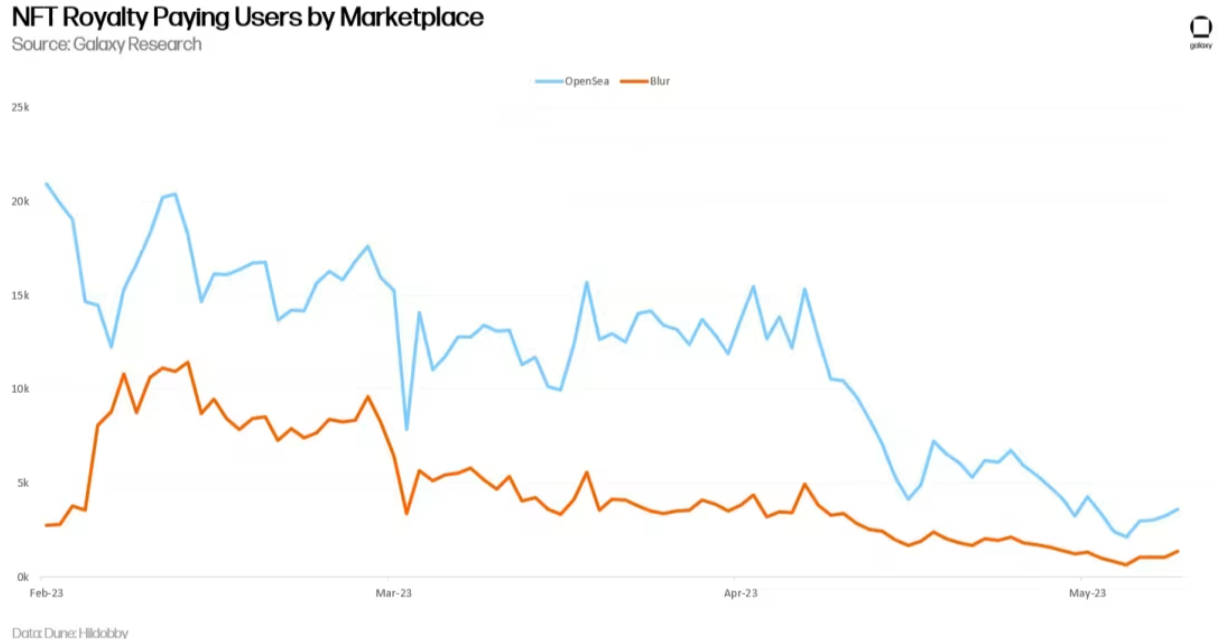 NFT Royalty Paying Users by Marketplace
Source: Galaxy Research
galaxy
OpenSea Blur
25k
20k
15k
10k
5k
0k
Feb-23 Mar-23 Apr-23 May-23
Data: Dune: Hildobby